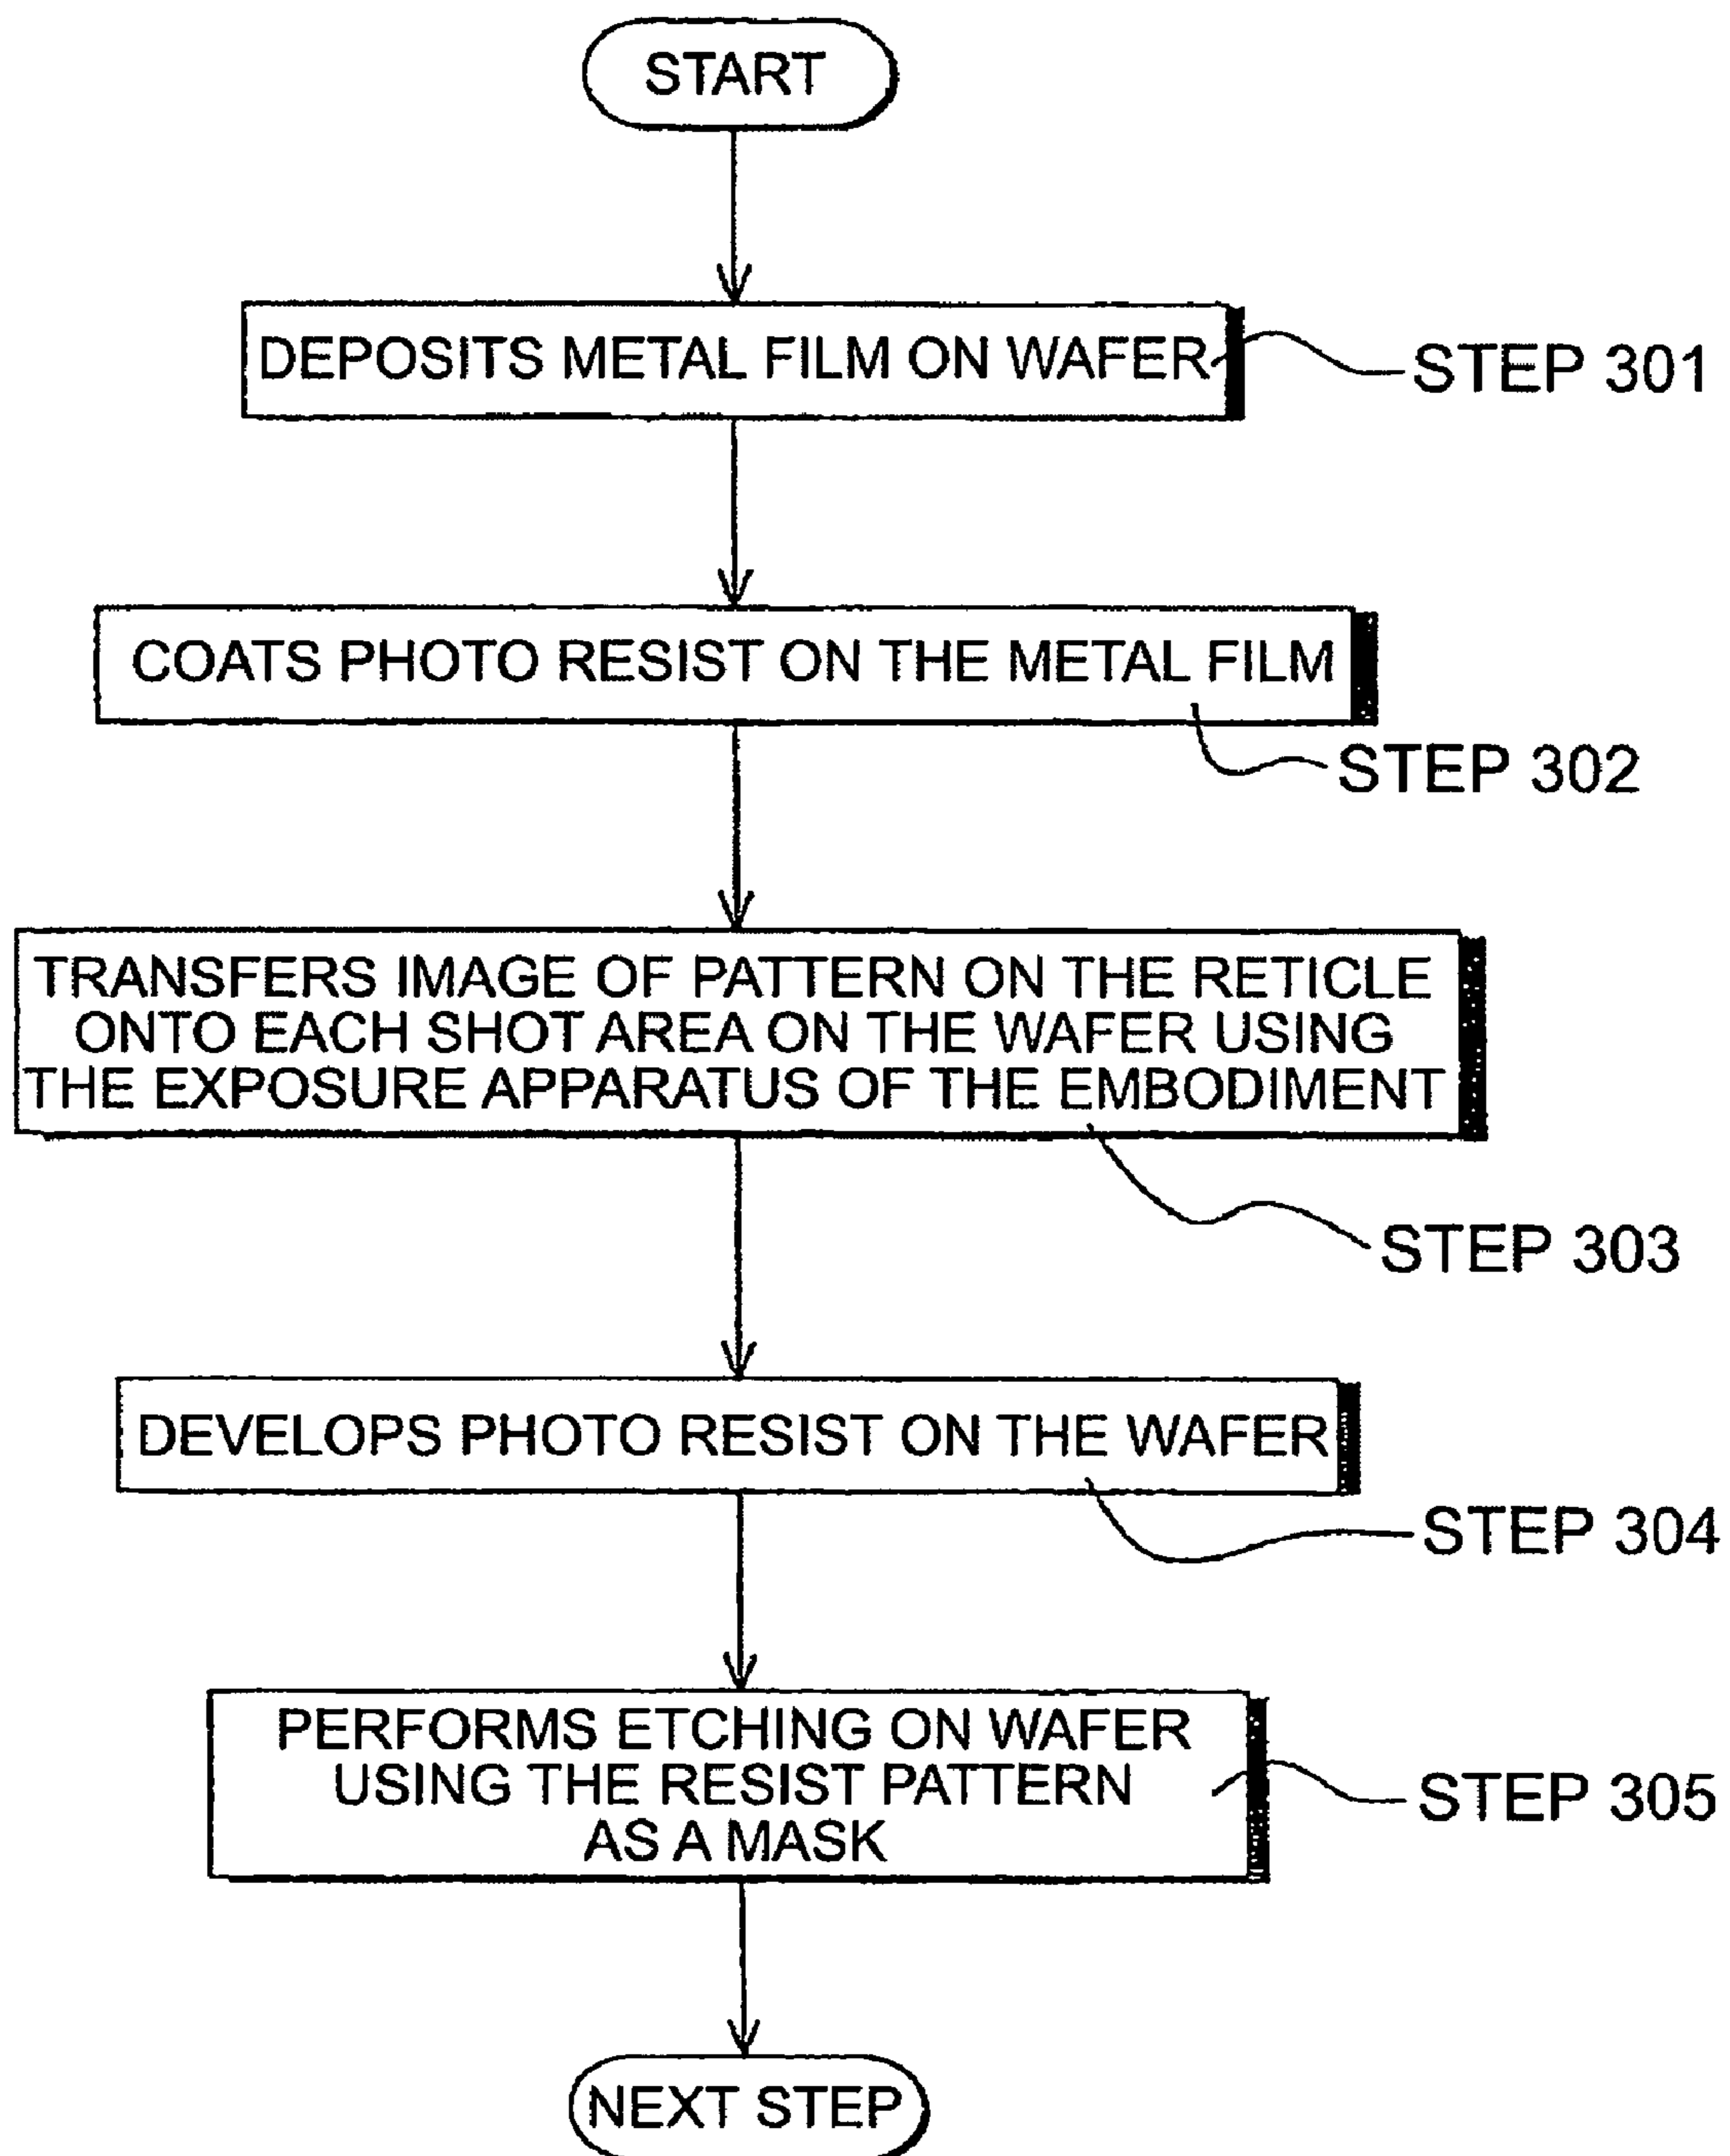 START
DEPOSITS METAL FILM ON WAFER
STEP 301
COATS PHOTO RESIST ON THE METAL FILM
STEP 302
TRANSFERS IMAGE OF PATTERN ON THE RETICLE
ONTO EACH SHOT AREA ON THE WAFER USING
THE EXPOSURE APPARATUS OF THE EMBODIMENT
STEP 303
DEVELOPS PHOTO RESIST ON THE WAFER
STEP 304
PERFORMS ETCHING ON WAFER
USING THE RESIST PATTERN
AS A MASK
STEP 305
NEXT STEP